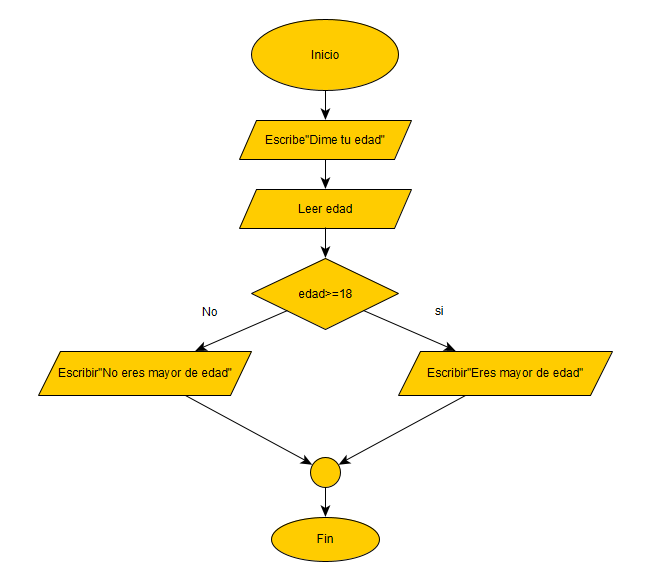 Inicio
Escribe"Dime tu edad"
Leer edad
edad>=18
No
si
Escribir"No eres mayor de edad"
Escribir"Eres mayor de edad"
Fin